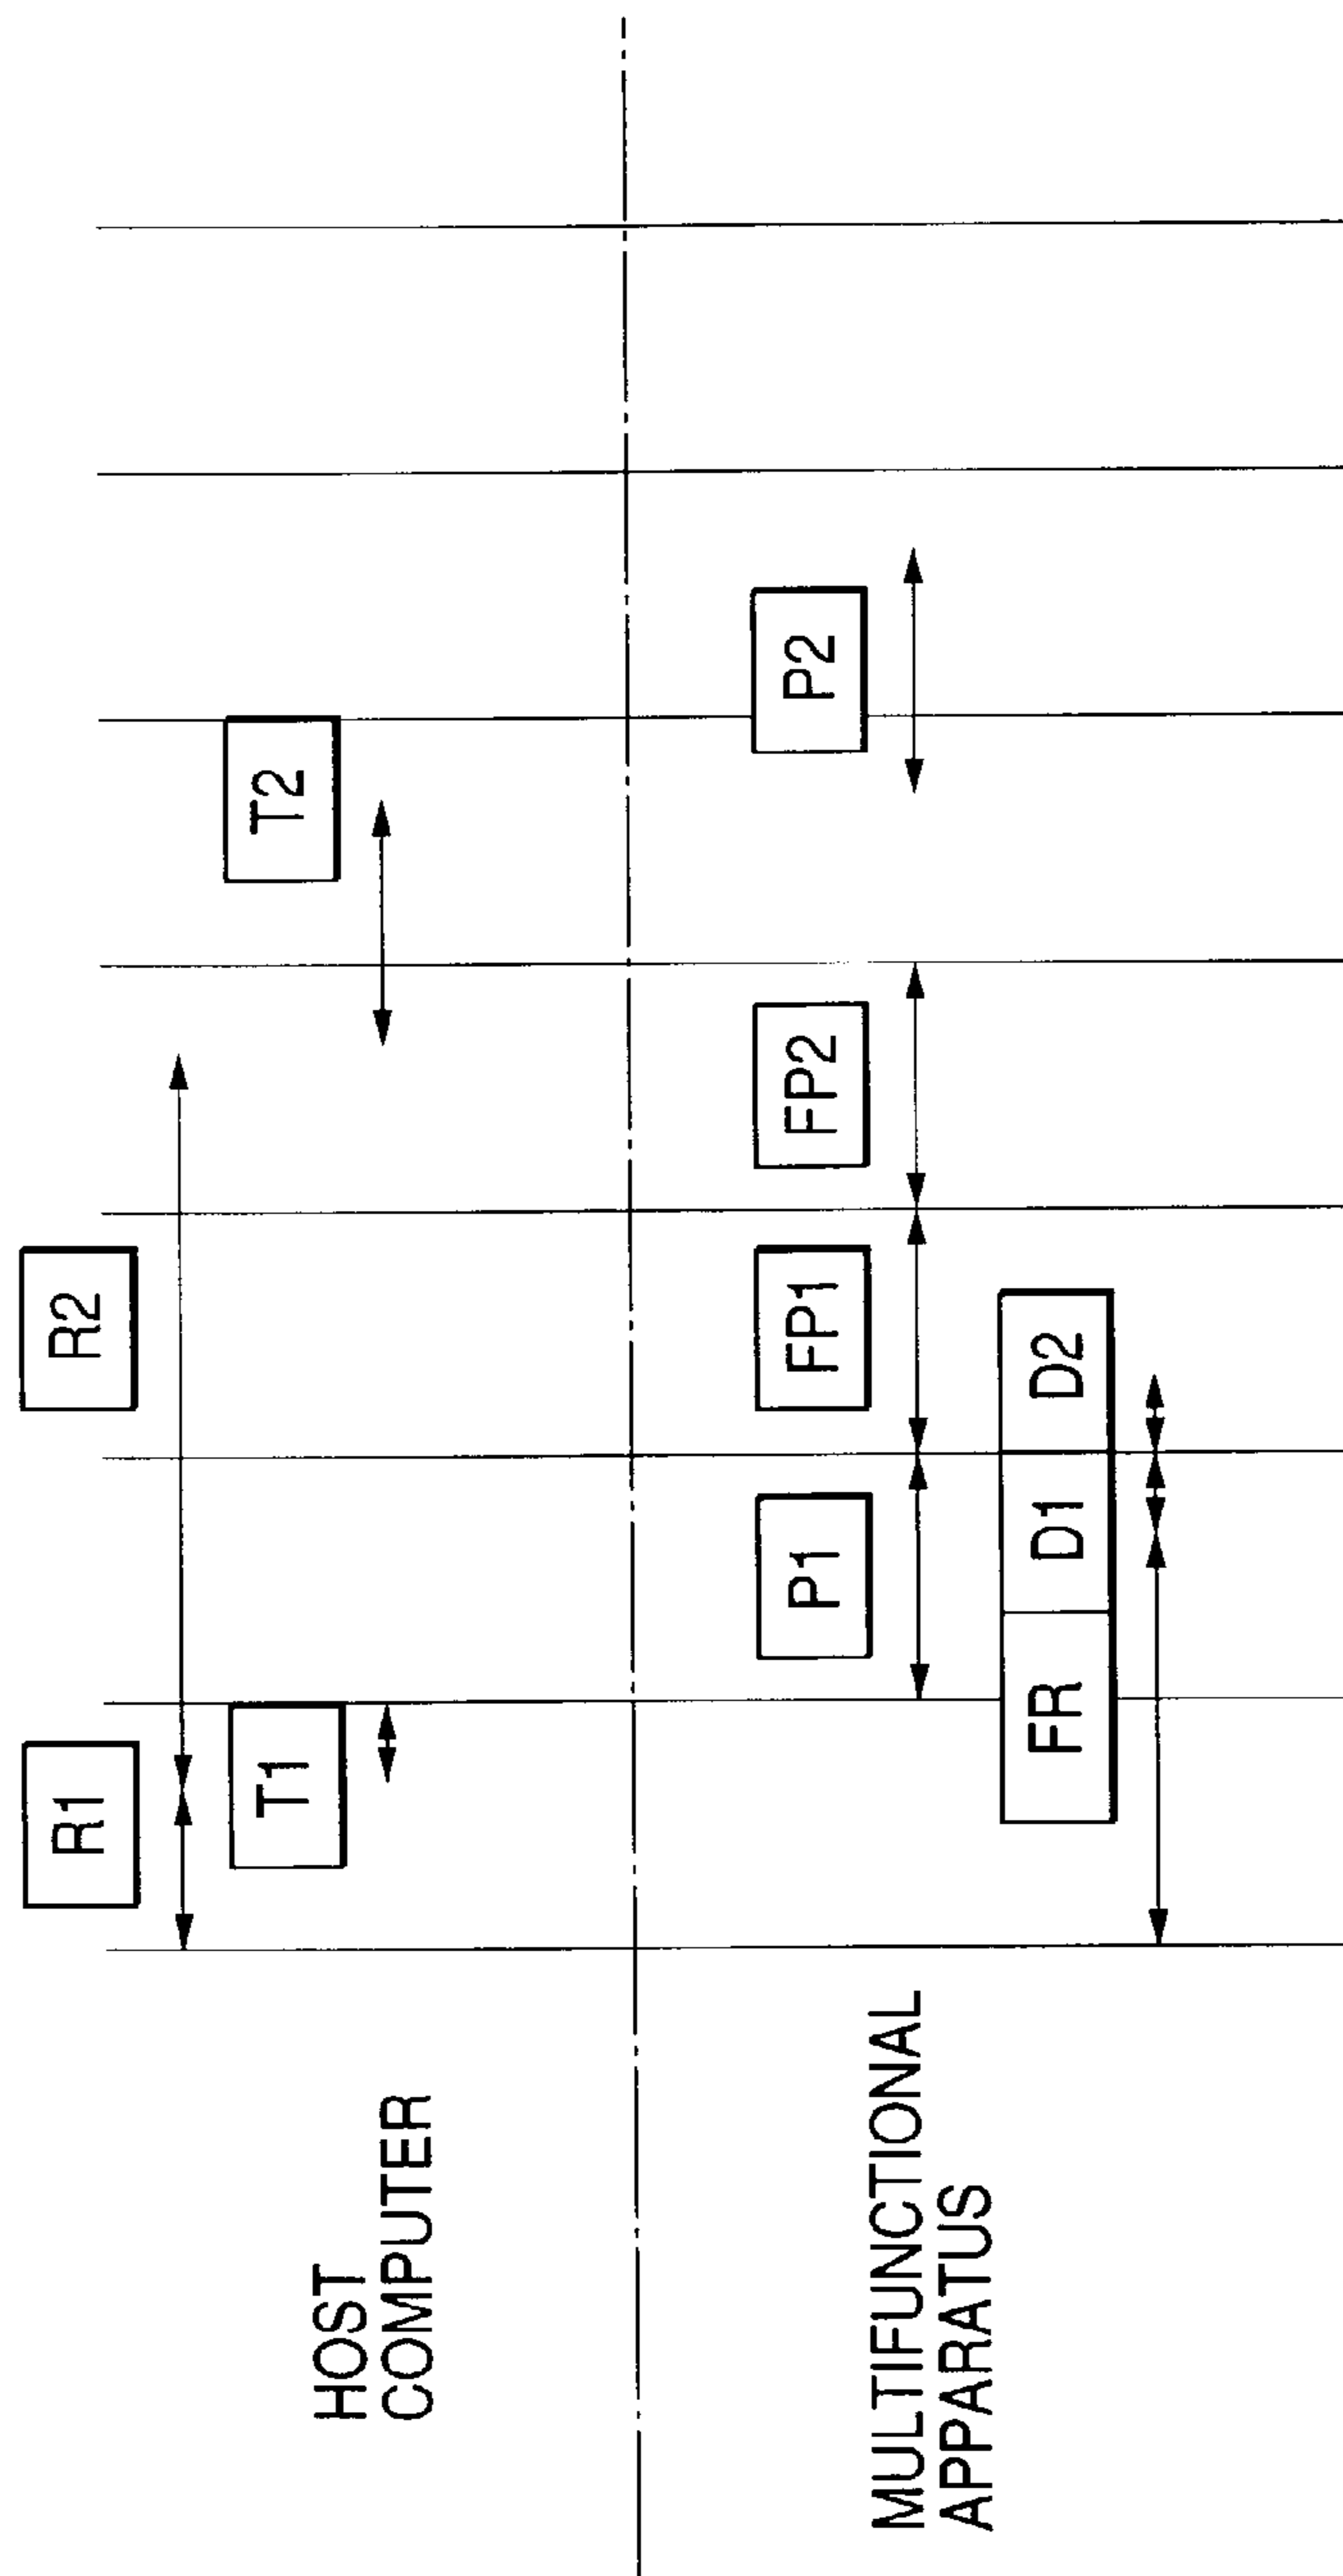 R1
R2
HOST
COMPUTER
T1
T2
MULTIFUNCTIONAL
APPARATUS
P1
FP1
FP2
P2
FR
D1
D2